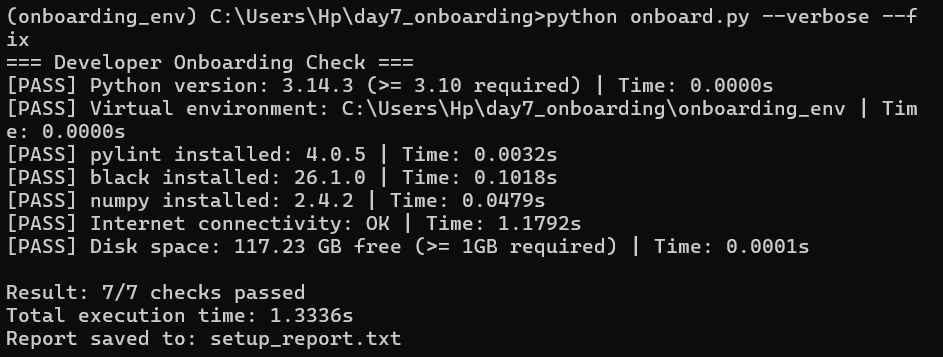 (onboarding_env) C:\Users\Hp\day7_onboarding>python onboard.py --verbose --f
ix
=== Developer Onboarding Check ===
[PASS] Python version: 3.14.3 (>= 3.10 required) | Time: 0.0000s
[PASS] Virtual environment: C:\Users\Hp\day7_onboarding\onboarding_env | Tim
e: 0.0000s
[PASS] pylint installed: 4.0.5 | Time: 0.0032s
[PASS] black installed: 26.1.0 | Time: 0.1018s
[PASS] numpy installed: 2.4.2 | Time: 0.0479s
[PASS] Internet connectivity: OK | Time: 1.1792s
[PASS] Disk space: 117.23 GB free (>= 1GB required) | Time: 0.0001s
Result: 7/7 checks passed
Total execution time: 1.3336s
Report saved to: setup_report.txt